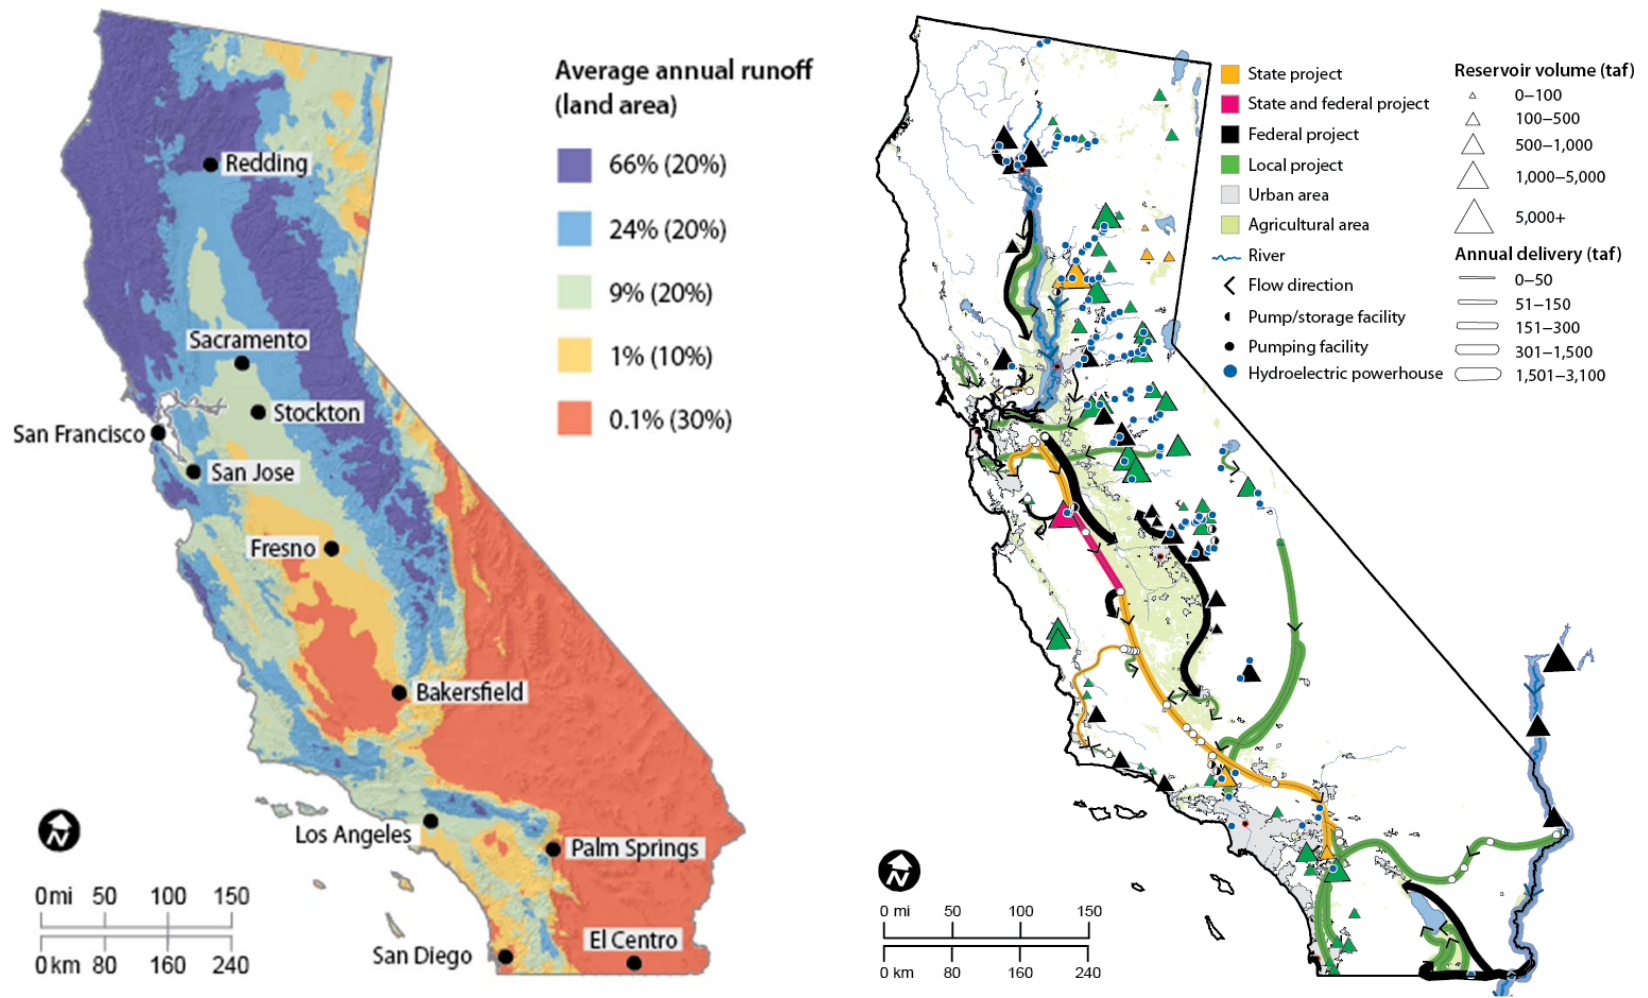 Average annual runoff
(land area)
66% (20%)
24% (20%)
9% (20%)
1% (10%)
0.1% (30%)
Redding
Sacramento
Stockton
San Francisco
San Jose
Fresno
Bakersfield
Los Angeles
Palm Springs
San Diego
El Centro
N
0 mi 50 100 150
0 km 80 160 240
State project
State and federal project
Federal project
Local project
Urban area
Agricultural area
River
Flow direction
Pump/storage facility
Pumping facility
Hydroelectric powerhouse
Reservoir volume (taf)
0–100
100–500
500–1,000
1,000–5,000
5,000+
Annual delivery (taf)
0–50
51–150
151–300
301–1,500
1,501–3,100
N
0 mi 50 100 150
0 km 80 160 240